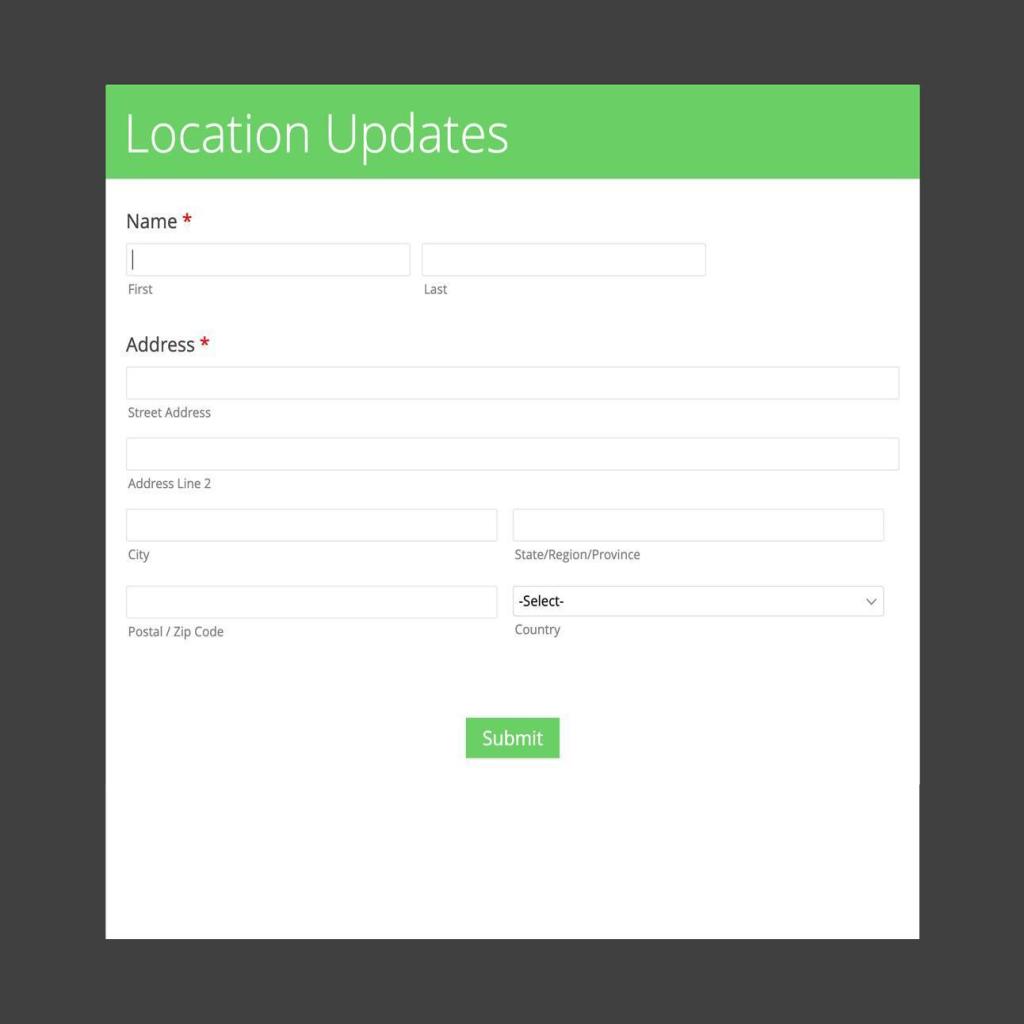 Location Updates
Name *
First Last
Address *
Street Address
Address Line 2
City State/Region/Province
-Select-
Postal / Zip Code Country
Submit